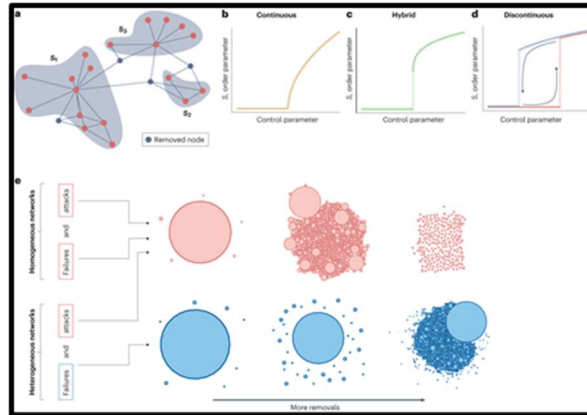 a
S₃
S₁
S₂
Removed node
b Continuous
S, order parameter
Control parameter
c Hybrid
S, order parameter
Control parameter
d Discontinuous
S, order parameter
Control parameter
e
Homogeneous networks
attacks
and
Failures
Heterogeneous networks
attacks
and
Failures
More removals